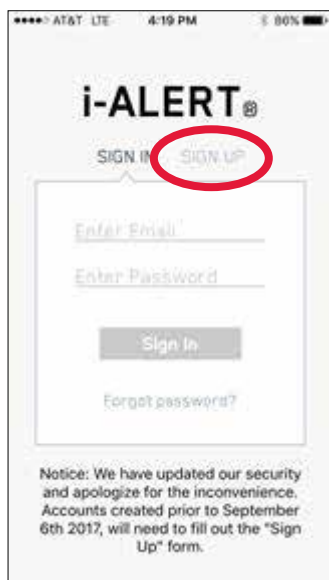 AT&T LTE 4:19 PM 86%
i-ALERT®
SIGN IN SIGN UP
Enter Email
Enter Password
Sign In
Forgot password?
Notice: We have updated our security
and apologize for the inconvenience.
Accounts created prior to September
6th 2017, will need to fill out the "Sign
Up" form.